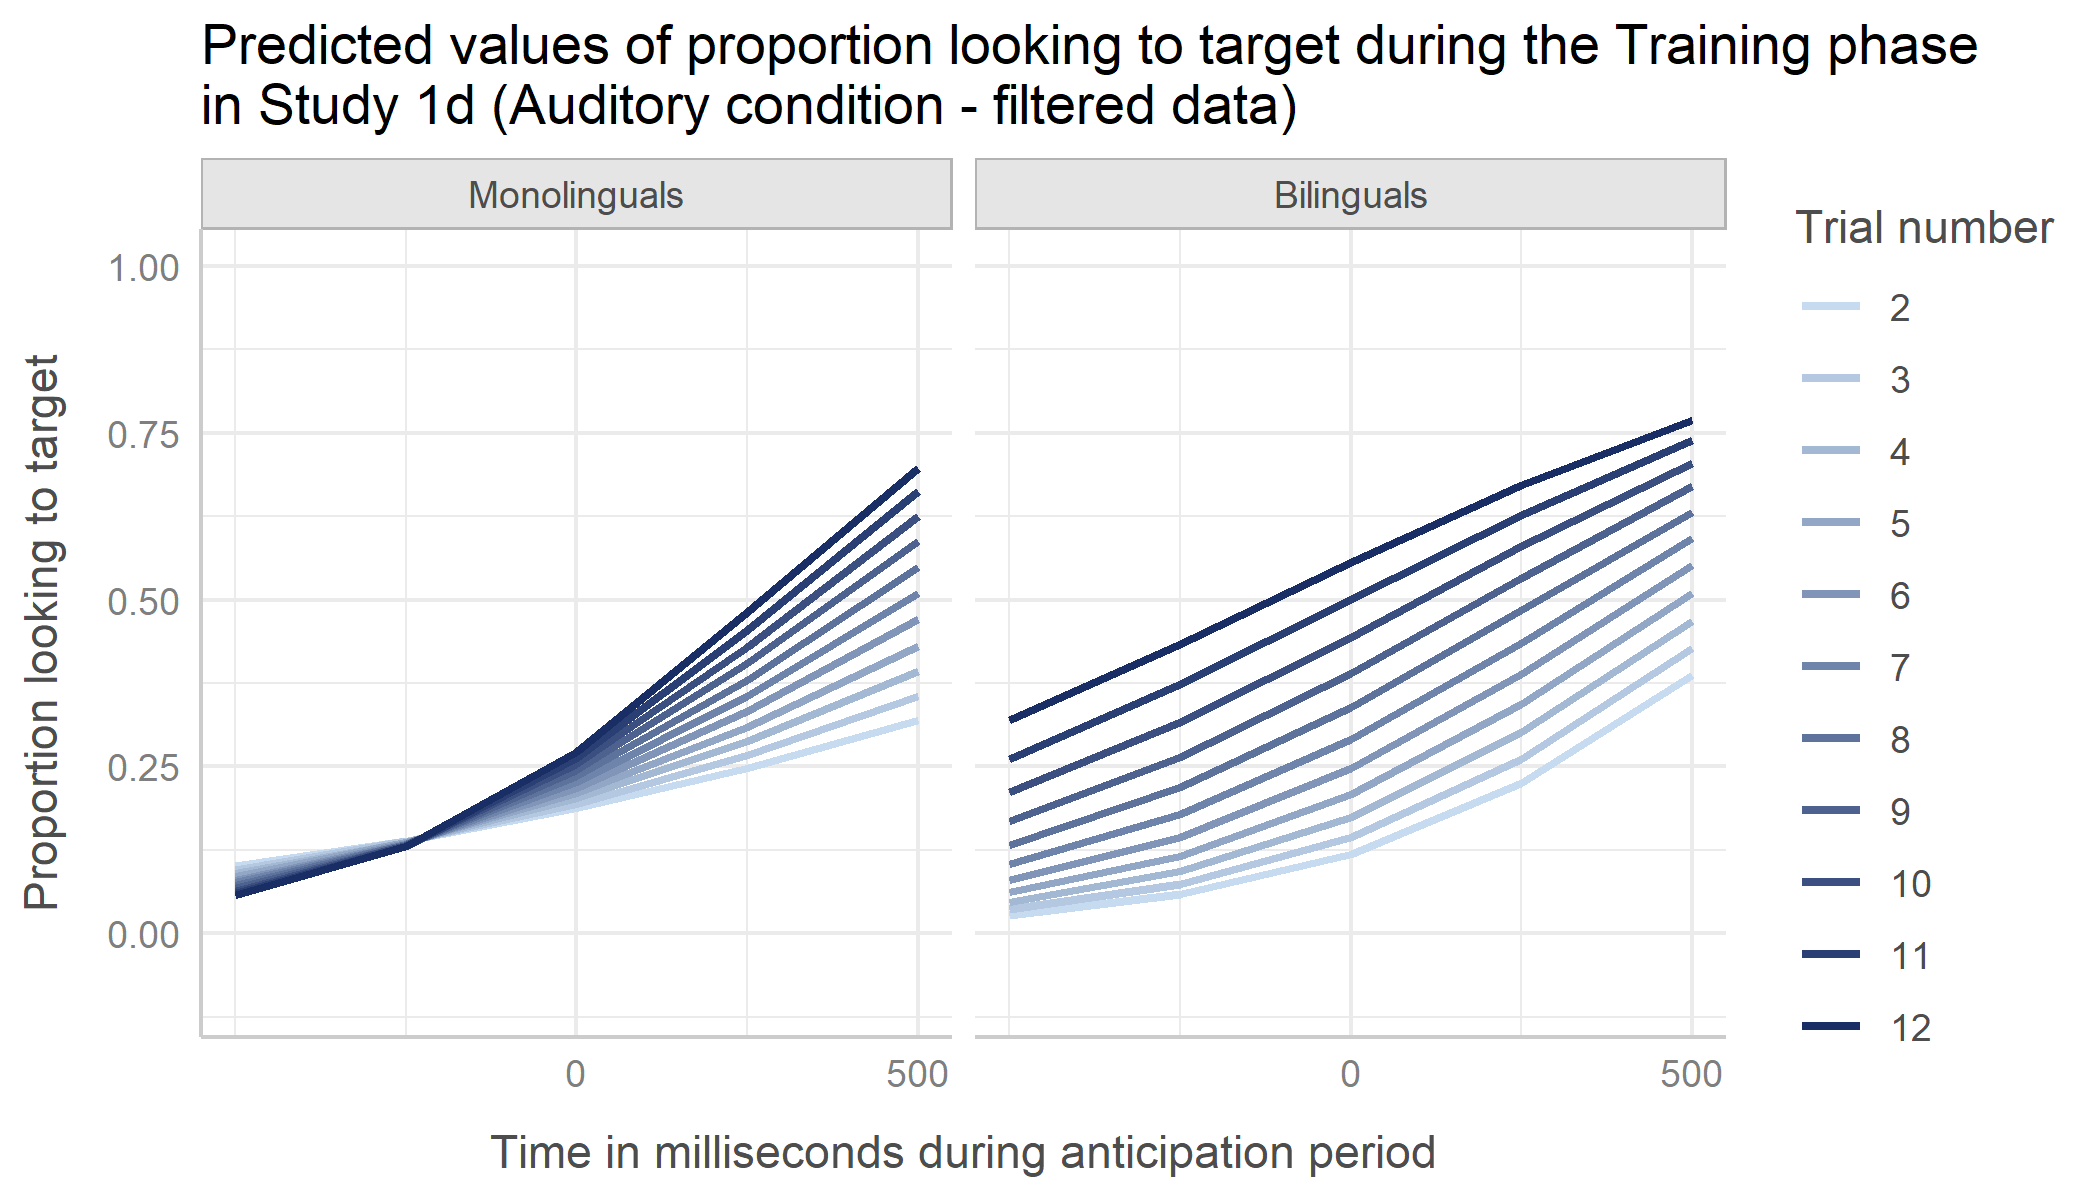 Predicted values of proportion looking to target during the Training phase
in Study 1d (Auditory condition - filtered data)
Monolinguals
Bilinguals
Proportion looking to target
1.00
0.75
0.50
0.25
0.00
0
500
0
500
Time in milliseconds during anticipation period
Trial number
2
3
4
5
6
7
8
9
10
11
12